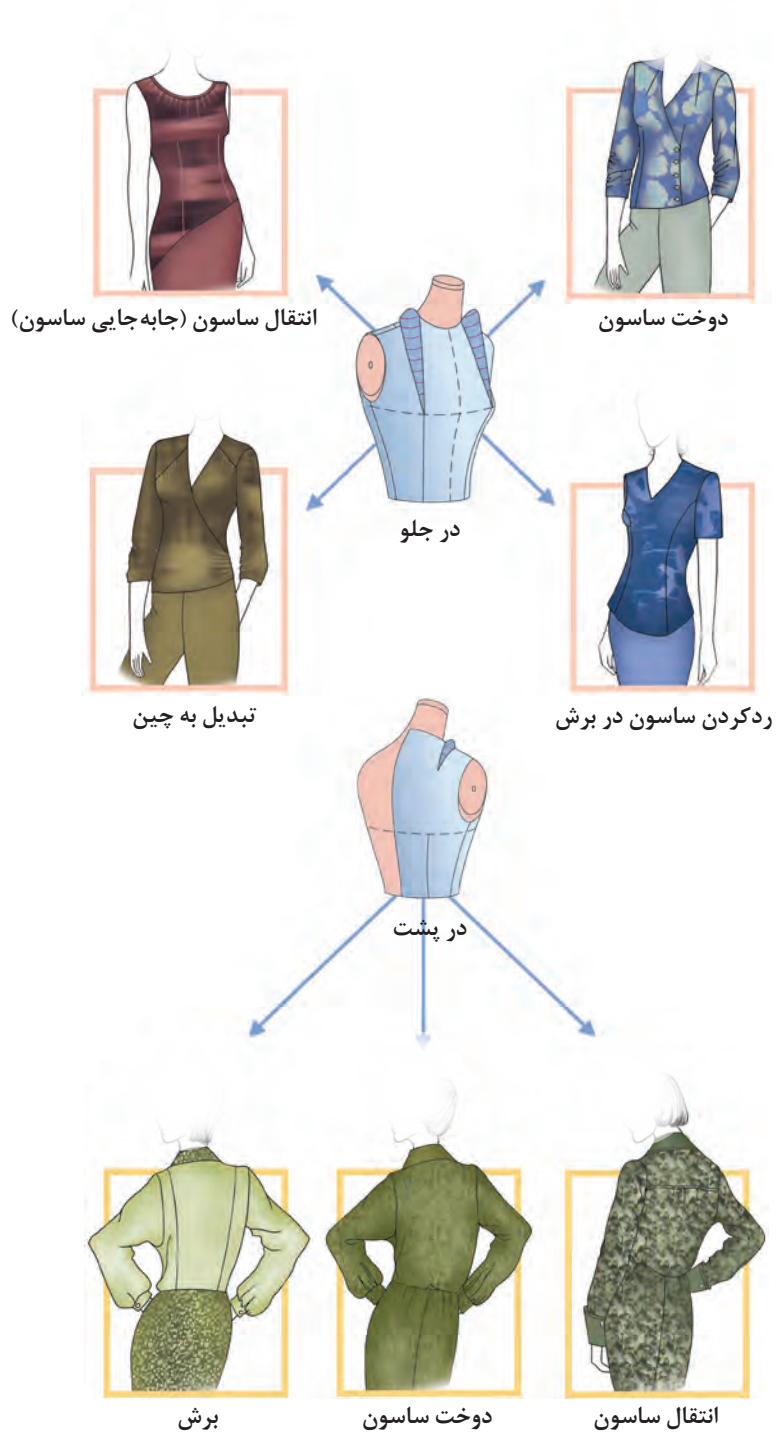 دوخت ساسون
انتقال ساسون (جابه‌جایی ساسون)
در جلو
ردکردن ساسون در برش
تبدیل به چین
در پشت
انتقال ساسون
دوخت ساسون
برش